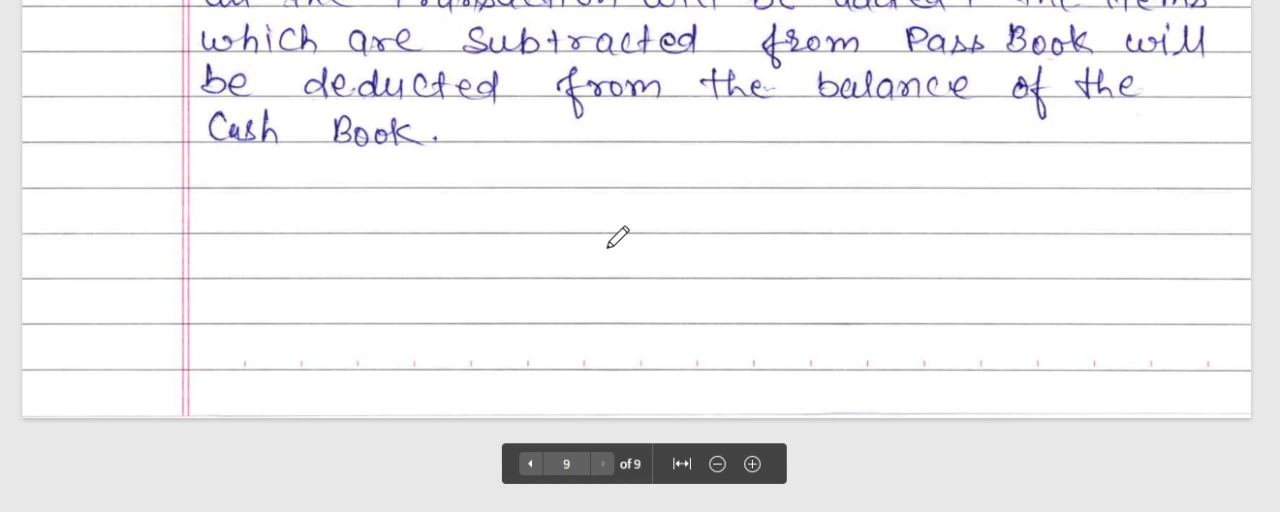 which are subtracted from Pass Book will
be deducted from the balance of the
Cash Book.
9 of 9